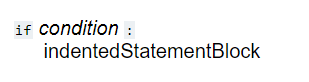 if condition :
indentedStatementBlock